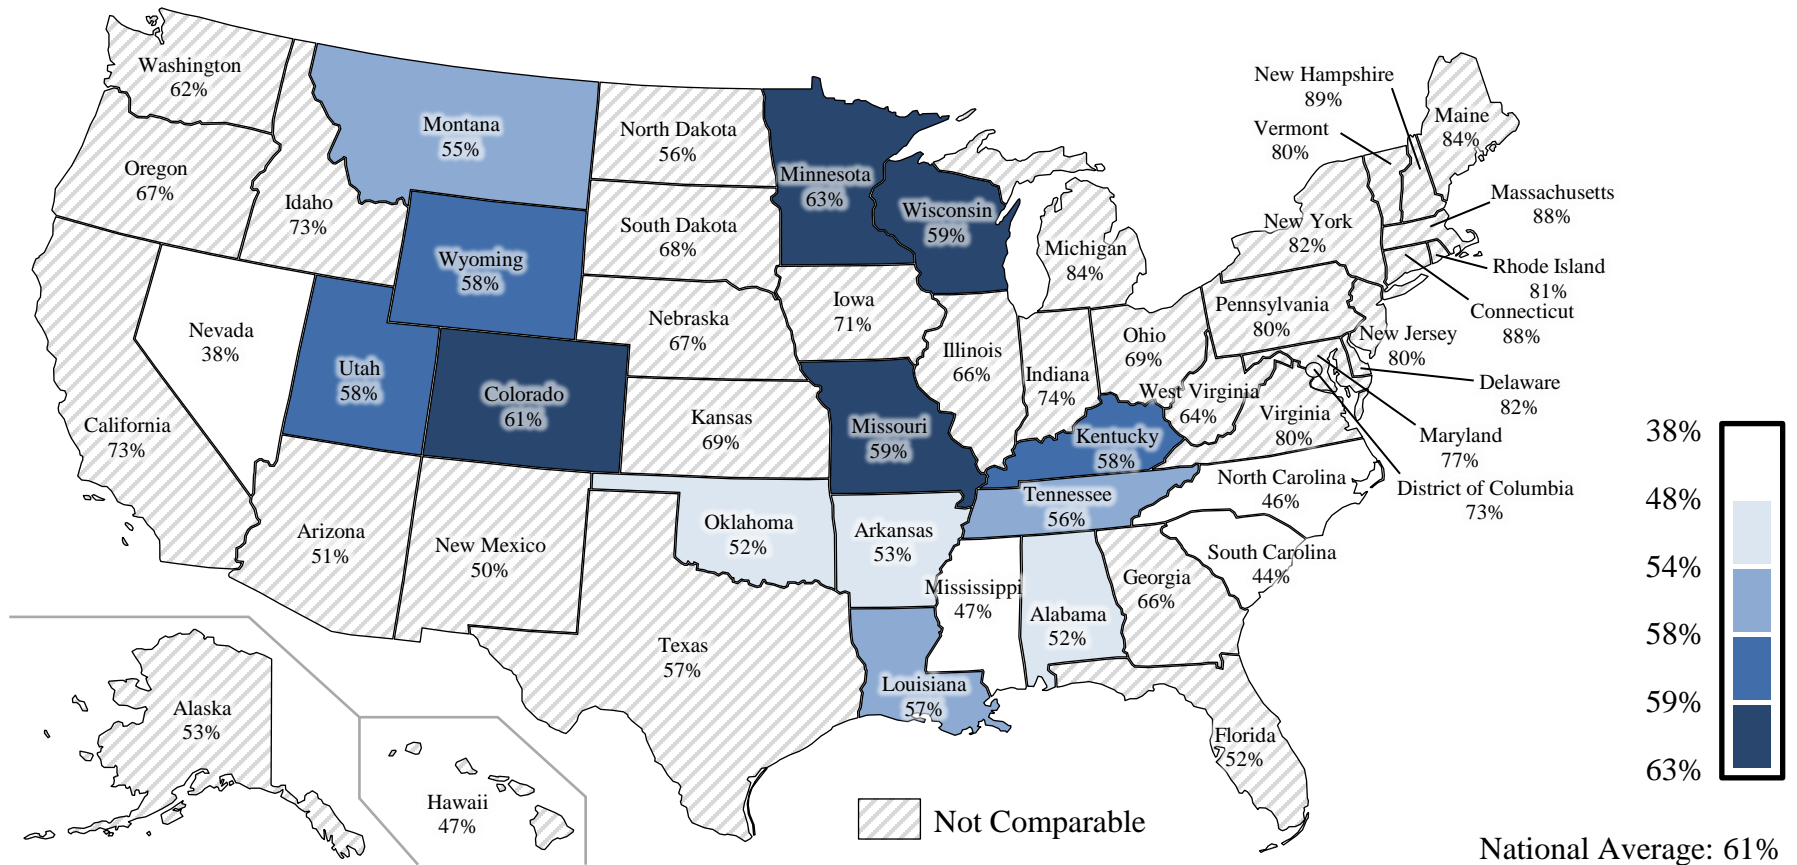 Washington
62%
Oregon
67%
California
73%
Idaho
73%
Nevada
38%
Montana
55%
Wyoming
58%
Utah
58%
Colorado
61%
Arizona
51%
New Mexico
50%
North Dakota
56%
South Dakota
68%
Nebraska
67%
Kansas
69%
Oklahoma
52%
Texas
57%
Minnesota
63%
Iowa
71%
Missouri
59%
Arkansas
53%
Louisiana
57%
Wisconsin
59%
Illinois
66%
Michigan
84%
Indiana
74%
Ohio
69%
Kentucky
58%
Tennessee
56%
Mississippi
47%
Alabama
52%
Georgia
66%
Florida
52%
South Carolina
44%
North Carolina
46%
West Virginia
64%
Virginia
80%
Pennsylvania
80%
New York
82%
New Hampshire
89%
Vermont
80%
Maine
84%
Massachusetts
88%
Rhode Island
81%
Connecticut
88%
New Jersey
80%
Delaware
82%
Maryland
77%
District of Columbia
73%
Alaska
53%
Hawaii
47%
Not Comparable
38%
48%
54%
58%
59%
63%
National Average: 61%